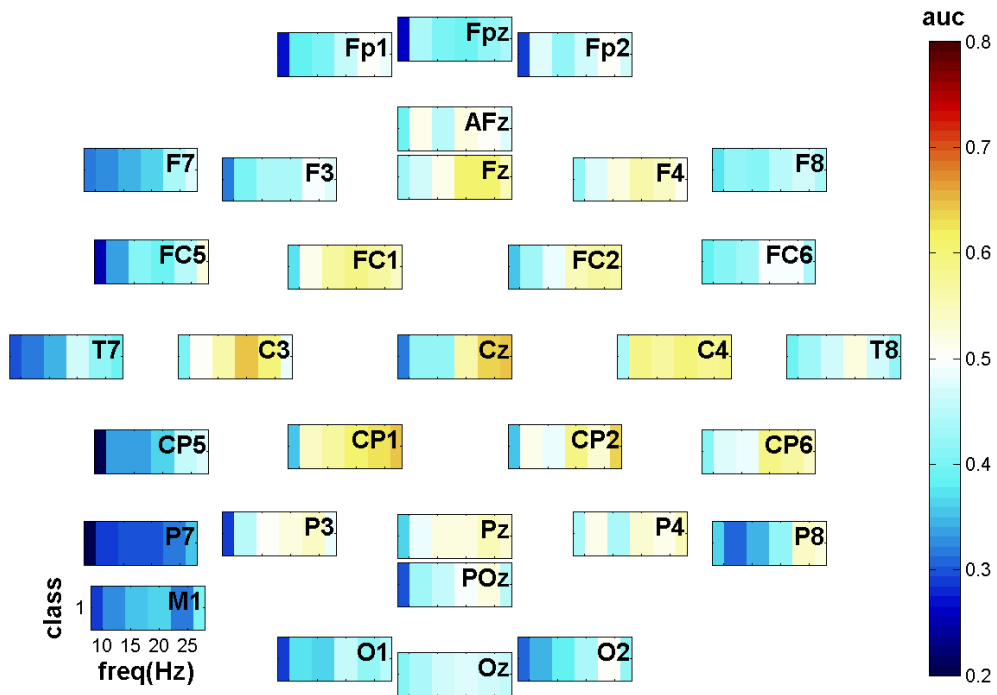 auc
Fp1 Fpz Fp2
0.8
AFz
0.7
F7 F3 Fz F4 F8
0.6
FC5 FC1 FC2 FC6
0.5
T7 C3 Cz C4 T8
CP5 CP1 CP2 CP6
0.4
P7 P3 Pz P4 P8
0.3
POz
M1
class
1
10 15 20 25
freq(Hz)
O1 Oz O2
0.2